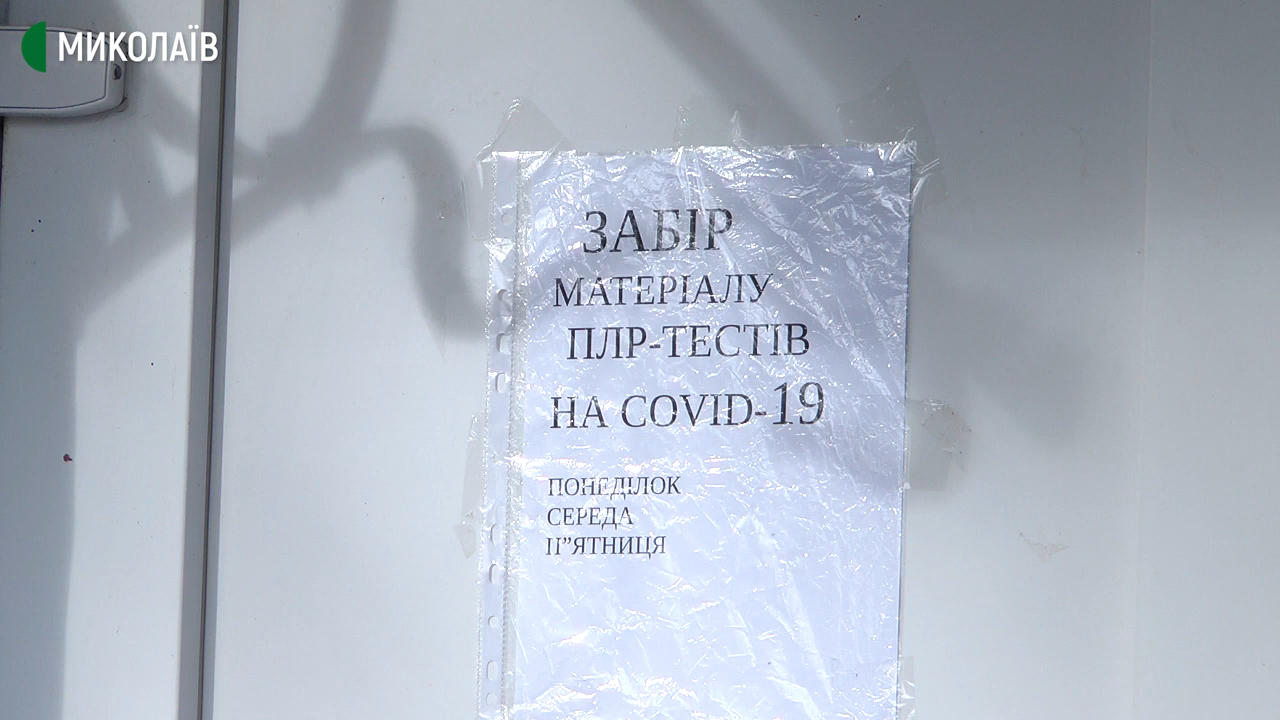 МИКОЛАЇВ
ЗАБІР
МАТЕРІАЛУ
ПЛР-ТЕСТІВ
НА COVID-19
ПОНЕДІЛОК
СЕРЕДА
П”ЯТНИЦЯ